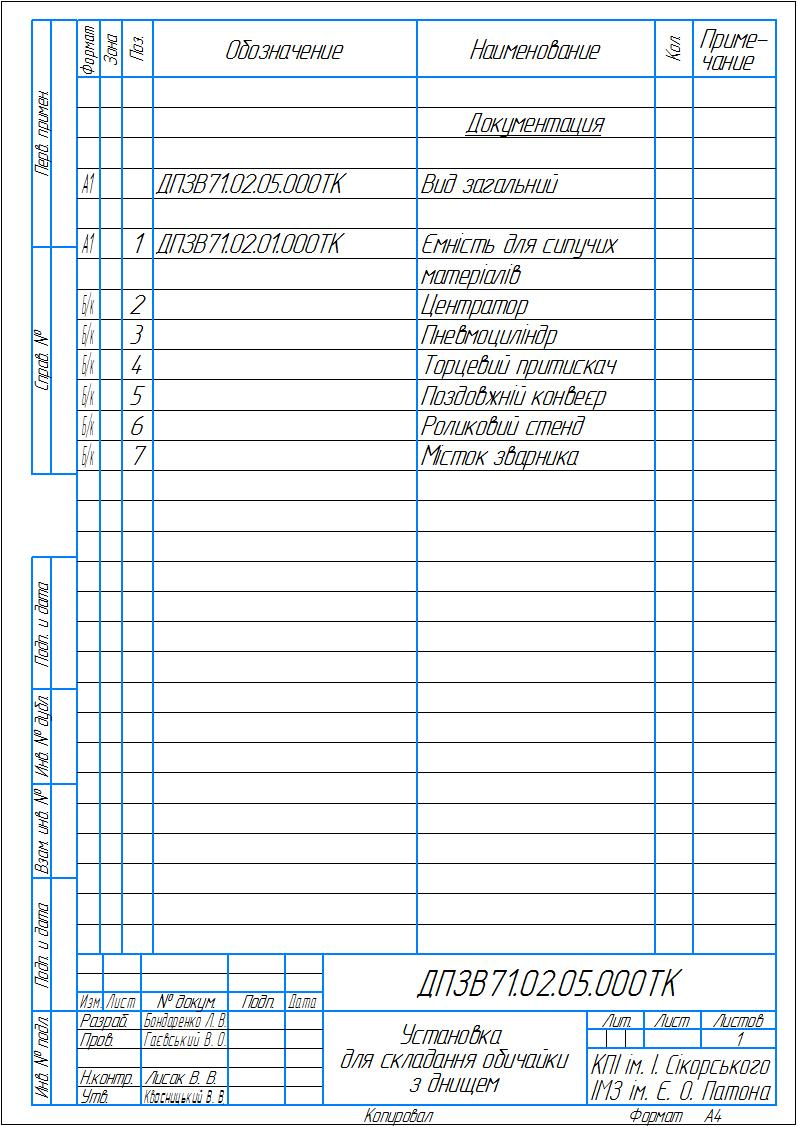 Формат
Зона
Поз.
Обозначение
Наименование
Кол.
Приме-
чание
Документация
А1 ДПЗВ71.02.05.000ТК Вид загальний
А1 1 ДПЗВ71.02.01.000ТК Ємність для сипучих
матеріалів
Б/к 2 Центратор
Б/к 3 Пневмоциліндр
Б/к 4 Торцевий притискач
Б/к 5 Поздовжній конвеєр
Б/к 6 Роликовий стенд
Б/к 7 Місток зварника
Перв. примен.
Справ. №
Подп. и дата
Инв. № дубл.
Взам. инв. №
Подп. и дата
Инв. № подл.
ДПЗВ71.02.05.000ТК
Изм. Лист № докум. Подп. Дата
Разраб. Бондаренко Л. В.
Пров. Гаєвський В. О.
Н.контр. Лисак В. В.
Утв. Квасницький В. В.
Установка
для складання обичайки
з днищем
Лит. Лист Листов
1
КПІ ім. І. Сікорського
ІМЗ ім. Е. О. Патона
Копировал Формат А4